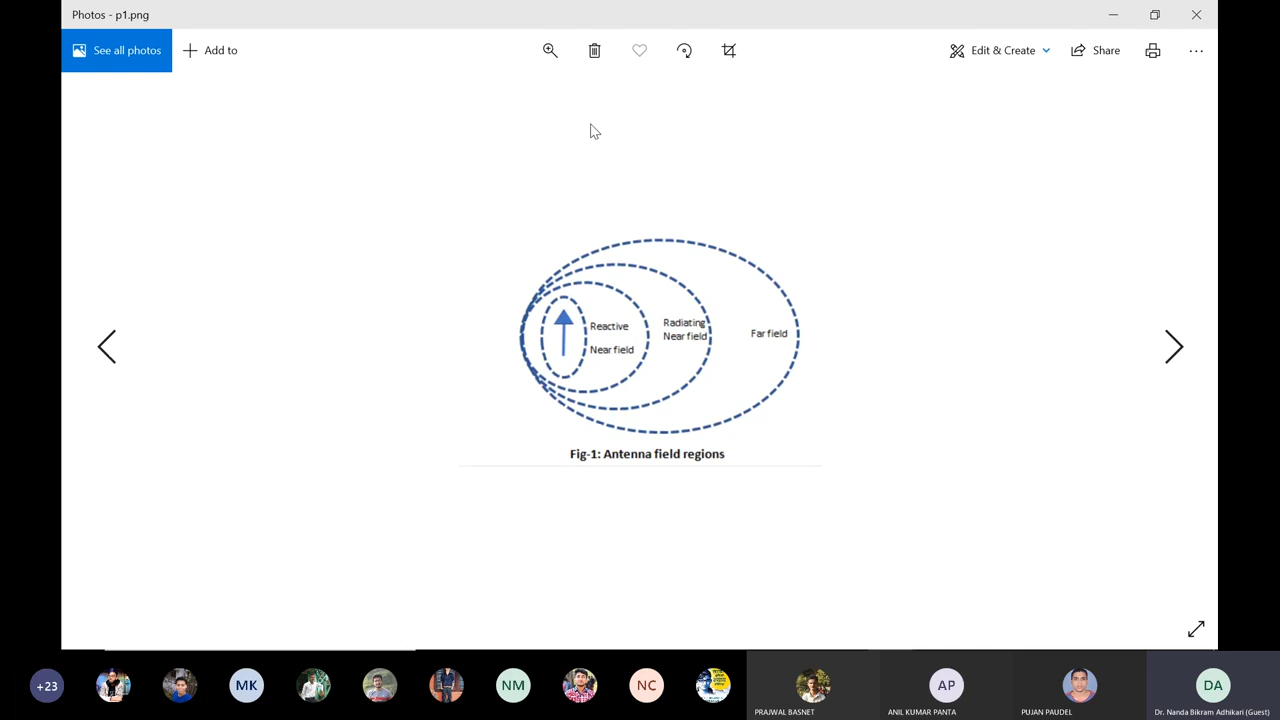 Photos - p1.png
See all photos
Add to
Edit & Create
Share
Reactive
Near field
Radiating
Near field
Far field
Fig-1: Antenna field regions
+23
MK
NM
NC
PRAJWAL BASNET
AP
ANIL KUMAR PANTA
PUJAN PAUDEL
DA
Dr. Nanda Bikram Adhikari (Guest)